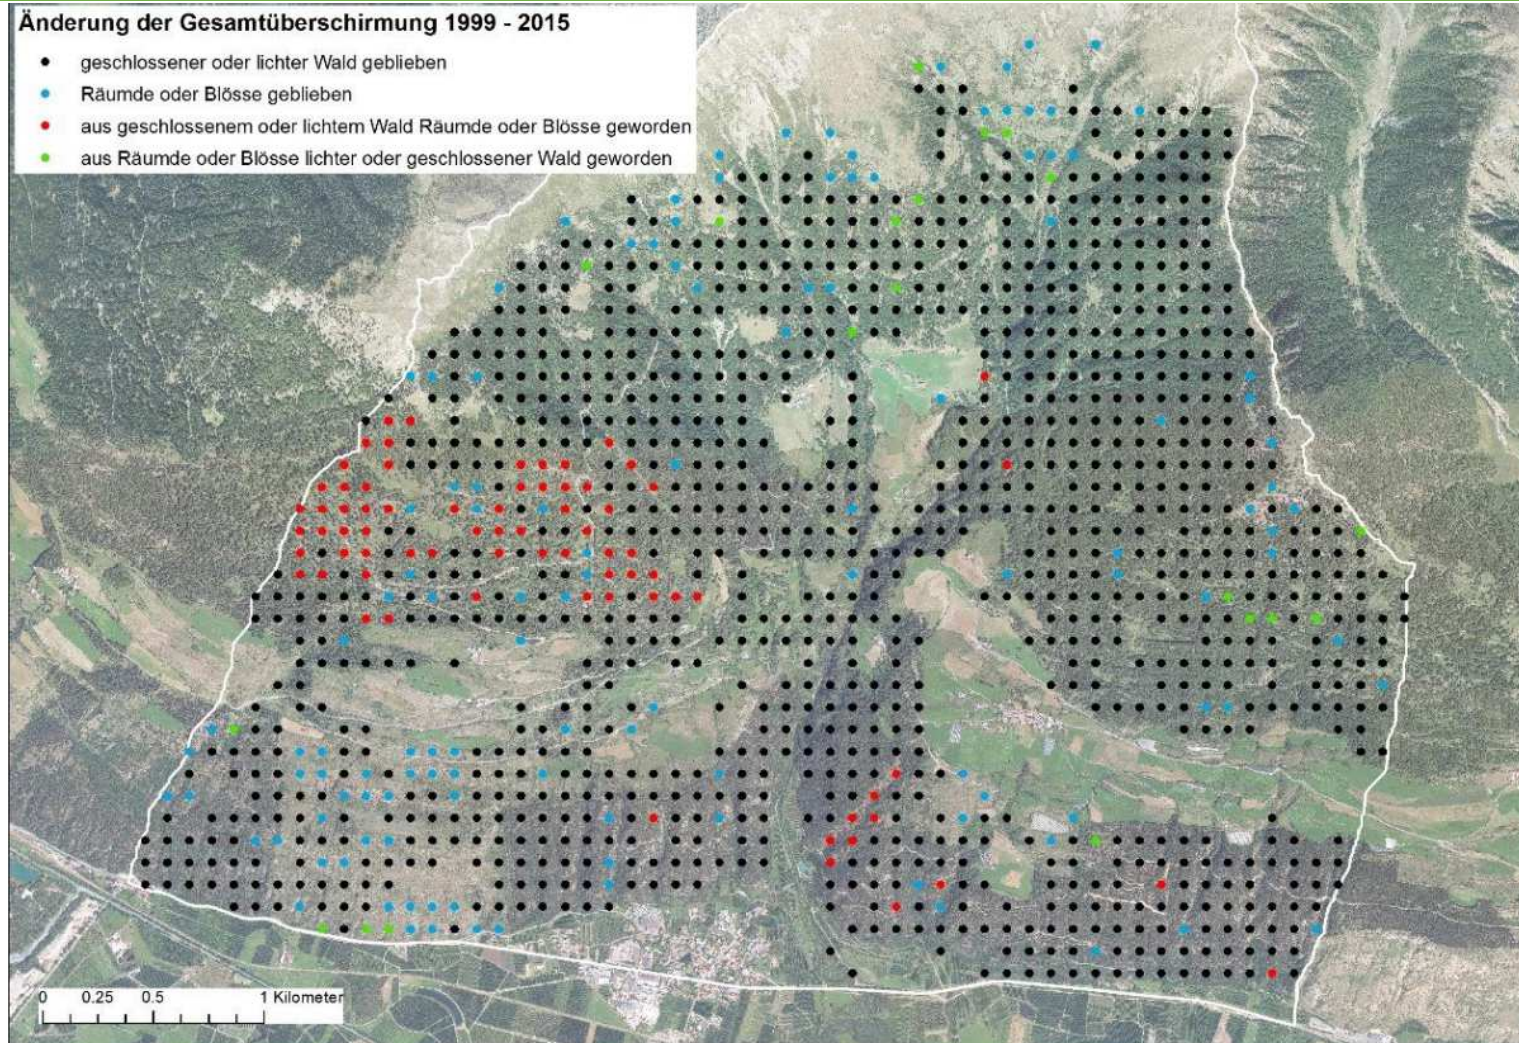 Änderung der Gesamtüberschirmung 1999 - 2015
geschlossener oder lichter Wald geblieben
Räumde oder Blösse geblieben
aus geschlossenem oder lichtem Wald Räumde oder Blösse geworden
aus Räumde oder Blösse lichter oder geschlossener Wald geworden
0 0.25 0.5 1 Kilometer